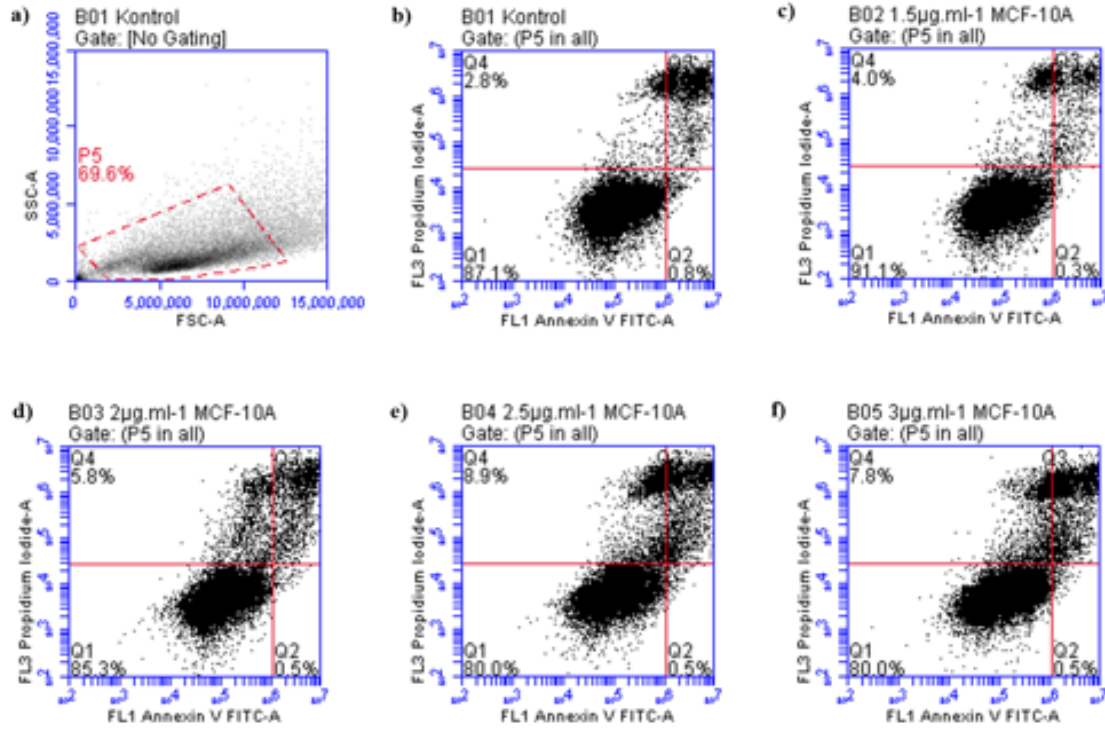 a)
B01 Kontrol
Gate: [No Gating]
15,000,000
10,000,000
5,000,000
0
SSC-A
P5
69.6%
0
5,000,000
10,000,000
15,000,000
FSC-A
b)
B01 Kontrol
Gate: (P5 in all)
FL3 Propidium Iodide-A
Q4
2.8%
Q3
Q1
87.1%
Q2
0.8%
FL1 Annexin V FITC-A
c)
B02 1.5µg.ml-1 MCF-10A
Gate: (P5 in all)
FL3 Propidium Iodide-A
Q4
4.0%
Q3
Q1
91.1%
Q2
0.3%
FL1 Annexin V FITC-A
d)
B03 2µg.ml-1 MCF-10A
Gate: (P5 in all)
FL3 Propidium Iodide-A
Q4
5.8%
Q3
Q1
85.3%
Q2
0.5%
FL1 Annexin V FITC-A
e)
B04 2.5µg.ml-1 MCF-10A
Gate: (P5 in all)
FL3 Propidium Iodide-A
Q4
8.9%
Q3
Q1
80.0%
Q2
0.5%
FL1 Annexin V FITC-A
f)
B05 3µg.ml-1 MCF-10A
Gate: (P5 in all)
FL3 Propidium Iodide-A
Q4
7.8%
Q3
Q1
80.0%
Q2
0.5%
FL1 Annexin V FITC-A